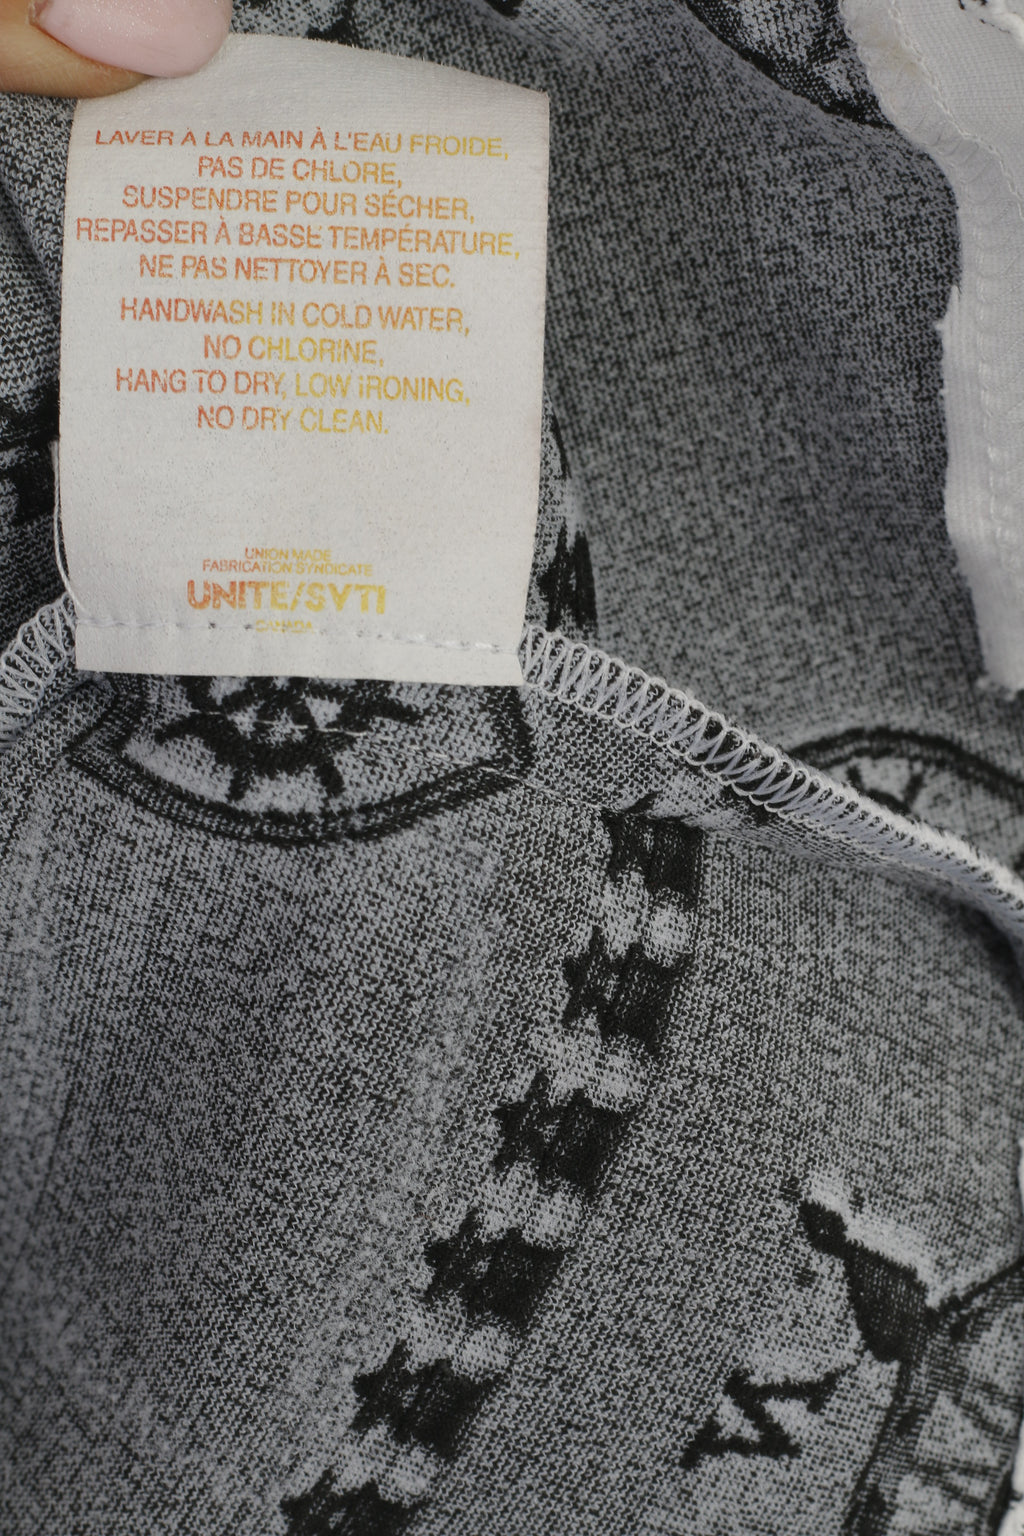 LAVER À LA MAIN À L'EAU FROIDE,
PAS DE CHLORE,
SUSPENDRE POUR SÉCHER,
REPASSER À BASSE TEMPÉRATURE,
NE PAS NETTOYER À SEC.
HANDWASH IN COLD WATER,
NO CHLORINE,
HANG TO DRY, LOW IRONING,
NO DRY CLEAN.
UNION MADE
FABRICATION SYNDICATE
UNITE/SVTI
CANADA